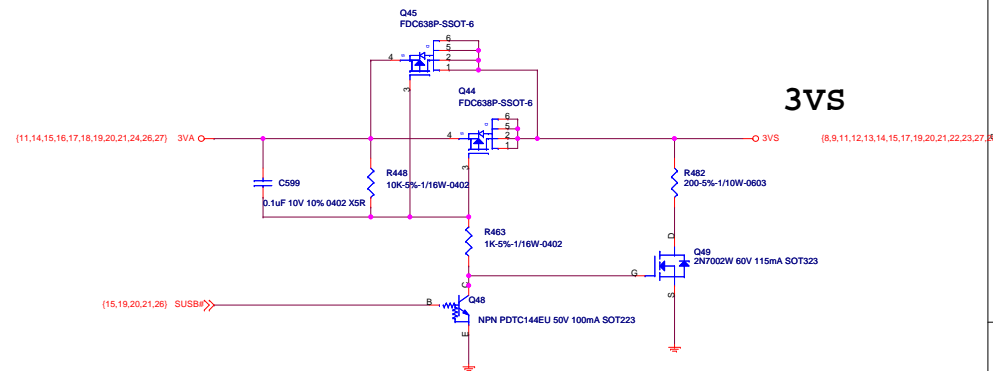 Q45
FDC638P-SSOT-6
6
5
4
2
1
3
Q44
FDC638P-SSOT-6
3VS
6
5
{11,14,15,16,17,18,19,20,21,24,26,27}
3VA
4
2
3VS
{8,9,11,12,13,14,15,17,19,20,21,22,23,27,2
1
3
C599
R448
R482
10K-5%-1/16W-0402
200-5%-1/10W-0603
0.1uF 10V 10% 0402 X5R
R463
1K-5%-1/16W-0402
D
Q49
2N7002W 60V 115mA SOT323
G
S
C
{15,19,20,21,26}
SUSB#
B
Q48
NPN PDTC144EU 50V 100mA SOT223
E